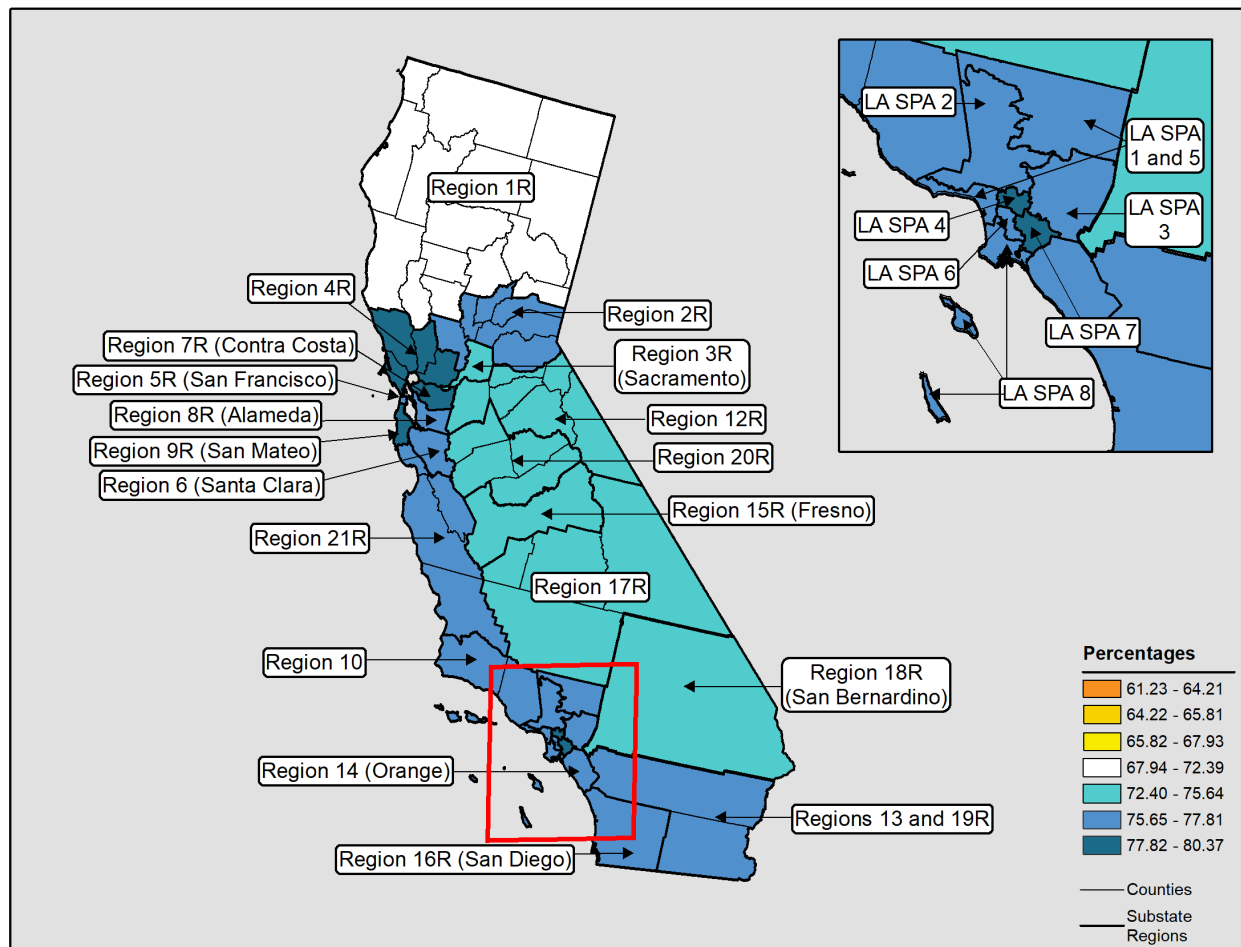 Region 1R
Region 4R
Region 2R
Region 7R (Contra Costa)
Region 3R
(Sacramento)
Region 5R (San Francisco)
Region 8R (Alameda)
Region 12R
Region 9R (San Mateo)
Region 20R
Region 6 (Santa Clara)
Region 15R (Fresno)
Region 21R
Region 17R
Region 10
Region 18R
(San Bernardino)
Region 14 (Orange)
Regions 13 and 19R
Region 16R (San Diego)
LA SPA 2
LA SPA
1 and 5
LA SPA 4
LA SPA
3
LA SPA 6
LA SPA 7
LA SPA 8
Percentages
61.23 - 64.21
64.22 - 65.81
65.82 - 67.93
67.94 - 72.39
72.40 - 75.64
75.65 - 77.81
77.82 - 80.37
Counties
Substate
Regions